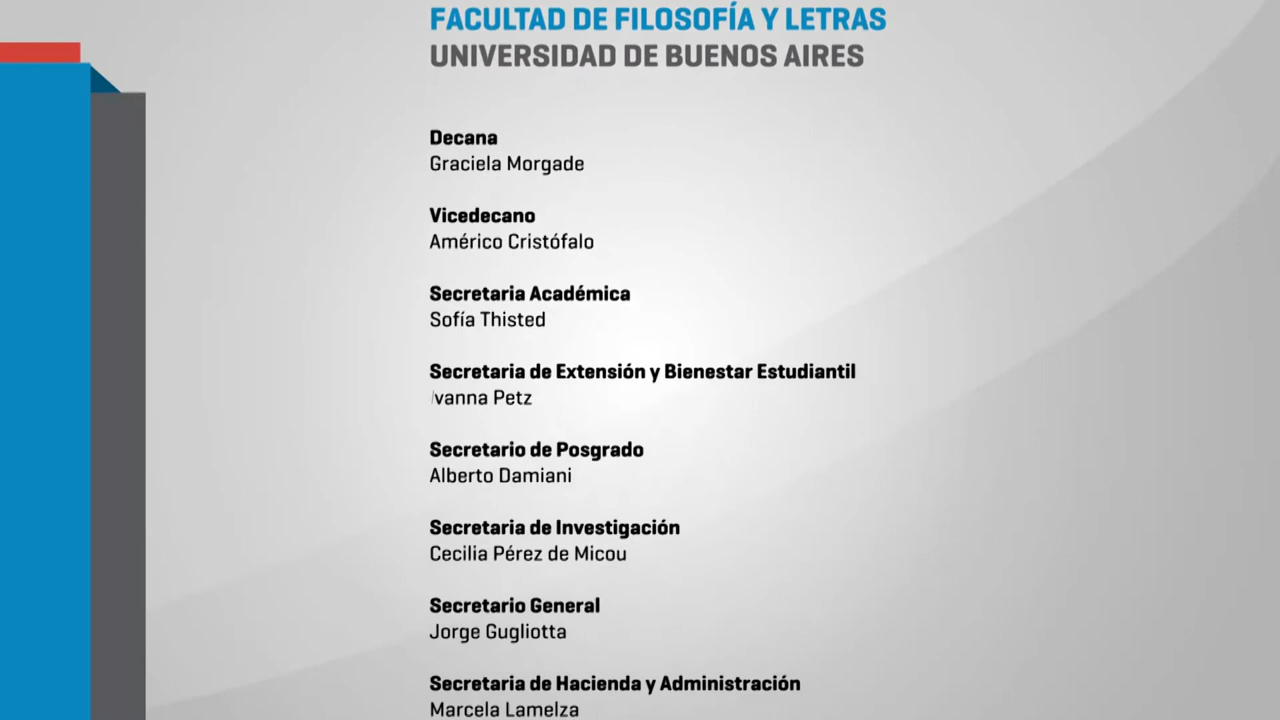 FACULTAD DE FILOSOFÍA Y LETRAS
UNIVERSIDAD DE BUENOS AIRES
Decana
Graciela Morgade
Vicedecano
Américo Cristófalo
Secretaria Académica
Sofía Thisted
Secretaria de Extensión y Bienestar Estudiantil
Ivanna Petz
Secretario de Posgrado
Alberto Damiani
Secretaria de Investigación
Cecilia Pérez de Micou
Secretario General
Jorge Gugliotta
Secretaria de Hacienda y Administración
Marcela Lamelza